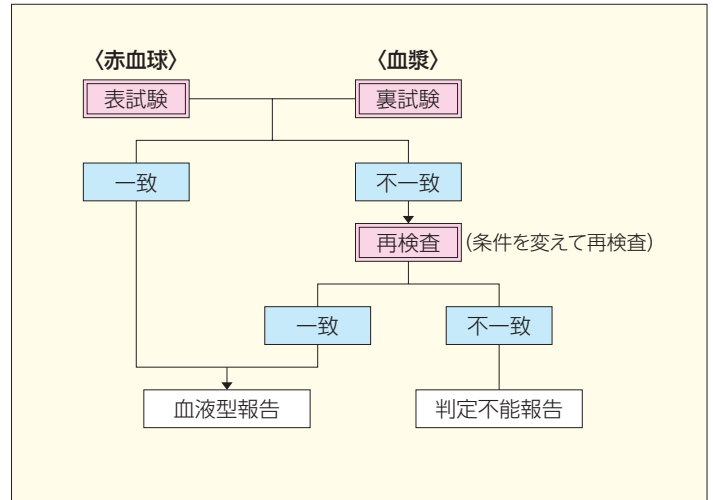 〈赤血球〉
〈血漿〉
表試験
裏試験
一致
不一致
再検査
(条件を変えて再検査)
一致
不一致
血液型報告
判定不能報告